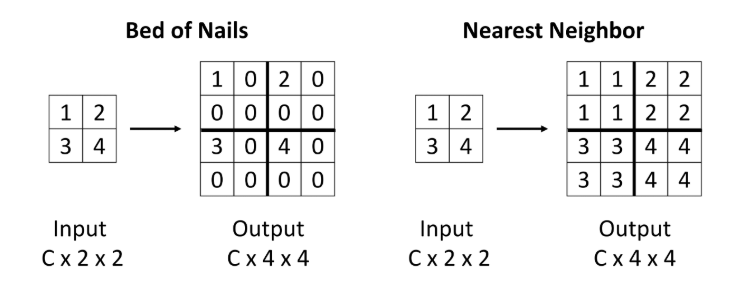 Bed of Nails
1 2
3 4
1 0 2 0
0 0 0 0
3 0 4 0
0 0 0 0
Input
C x 2 x 2
Output
C x 4 x 4
Nearest Neighbor
1 2
3 4
1 1 2 2
1 1 2 2
3 3 4 4
3 3 4 4
Input
C x 2 x 2
Output
C x 4 x 4